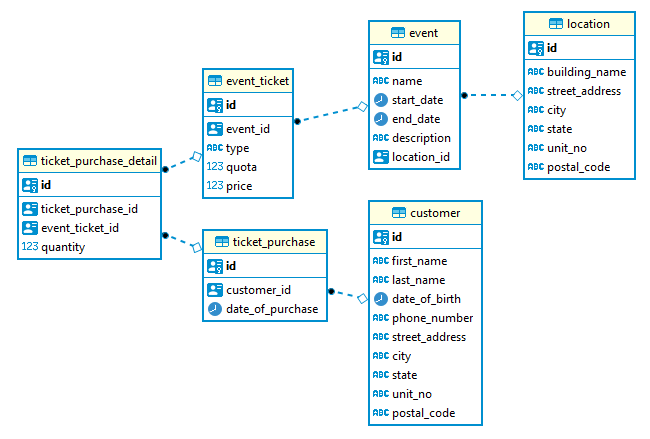 location
id
ABC building_name
ABC street_address
ABC city
ABC state
ABC unit_no
ABC postal_code
event
id
ABC name
start_date
end_date
ABC description
location_id
event_ticket
id
event_id
ABC type
123 quota
123 price
ticket_purchase_detail
id
ticket_purchase_id
event_ticket_id
123 quantity
ticket_purchase
id
customer_id
date_of_purchase
customer
id
ABC first_name
ABC last_name
date_of_birth
ABC phone_number
ABC street_address
ABC city
ABC state
ABC unit_no
ABC postal_code